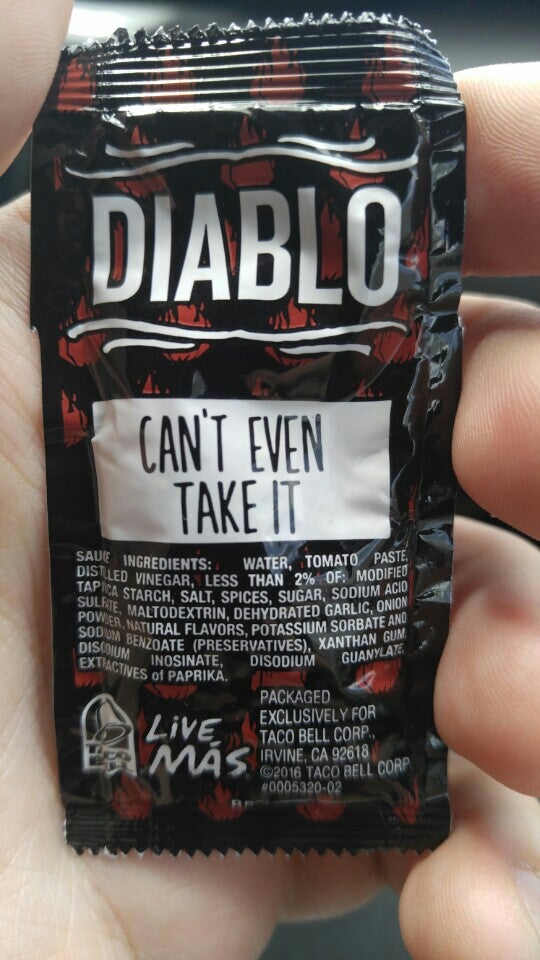 DIABLO
CAN'T EVEN
TAKE IT
SAUCE INGREDIENTS: WATER, TOMATO PASTE,
DISTILLED VINEGAR, LESS THAN 2% OF: MODIFIED
TAPIOCA STARCH, SALT, SPICES, SUGAR, SODIUM ACID
SULFATE, MALTODEXTRIN, DEHYDRATED GARLIC, ONION
POWDER, NATURAL FLAVORS, POTASSIUM SORBATE AND
SODIUM BENZOATE (PRESERVATIVES), XANTHAN GUM,
DISODIUM INOSINATE, DISODIUM GUANYLATE,
EXTRACTIVES of PAPRIKA.
LiVE
MÁS
PACKAGED
EXCLUSIVELY FOR
TACO BELL CORP.,
IRVINE, CA 92618
©2016 TACO BELL CORP.
#0005320-02